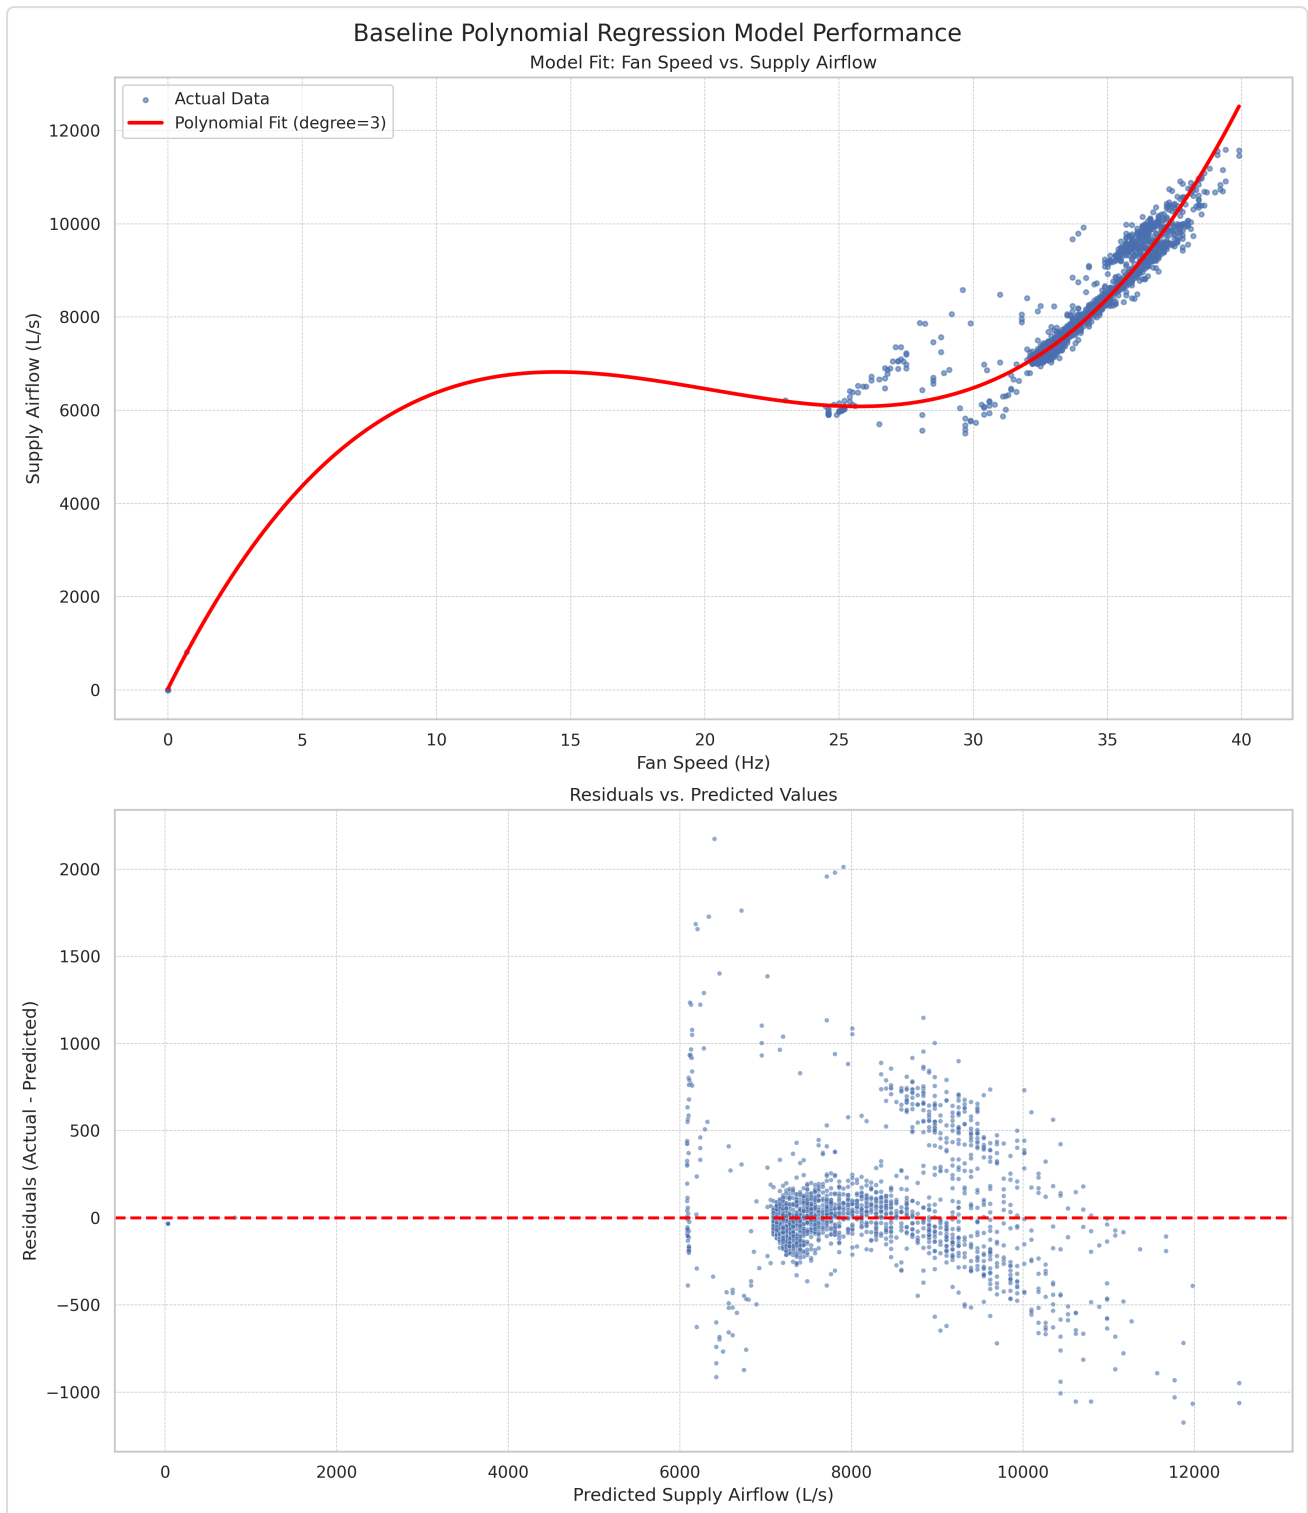 Baseline Polynomial Regression Model Performance
Model Fit: Fan Speed vs. Supply Airflow
Actual Data
Polynomial Fit (degree=3)
Supply Airflow (L/s)
12000
10000
8000
6000
4000
2000
0
0 5 10 15 20 25 30 35 40
Fan Speed (Hz)
Residuals vs. Predicted Values
Residuals (Actual - Predicted)
2000
1500
1000
500
0
−500
−1000
0 2000 4000 6000 8000 10000 12000
Predicted Supply Airflow (L/s)